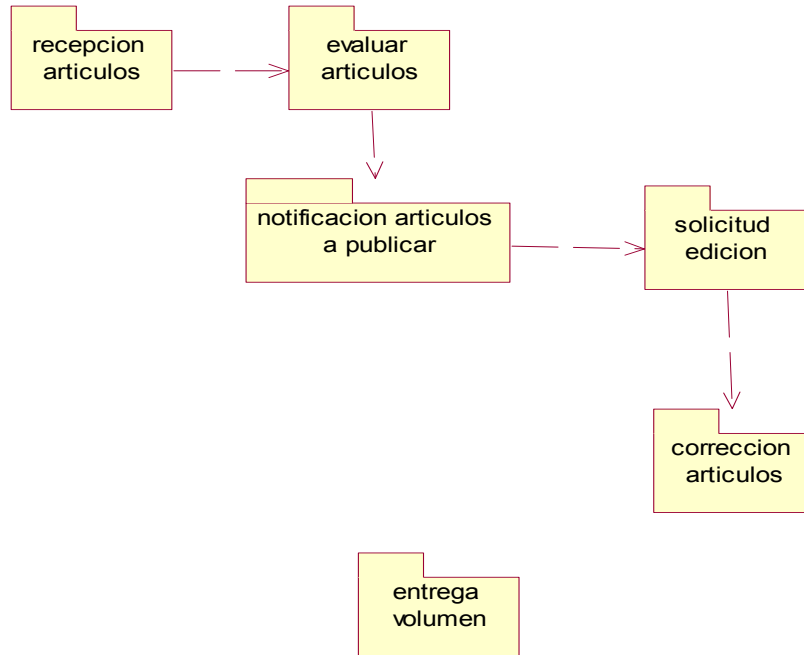 recepcion
articulos
evaluar
articulos
notificacion articulos
a publicar
solicitud
edicion
correccion
articulos
entrega
volumen